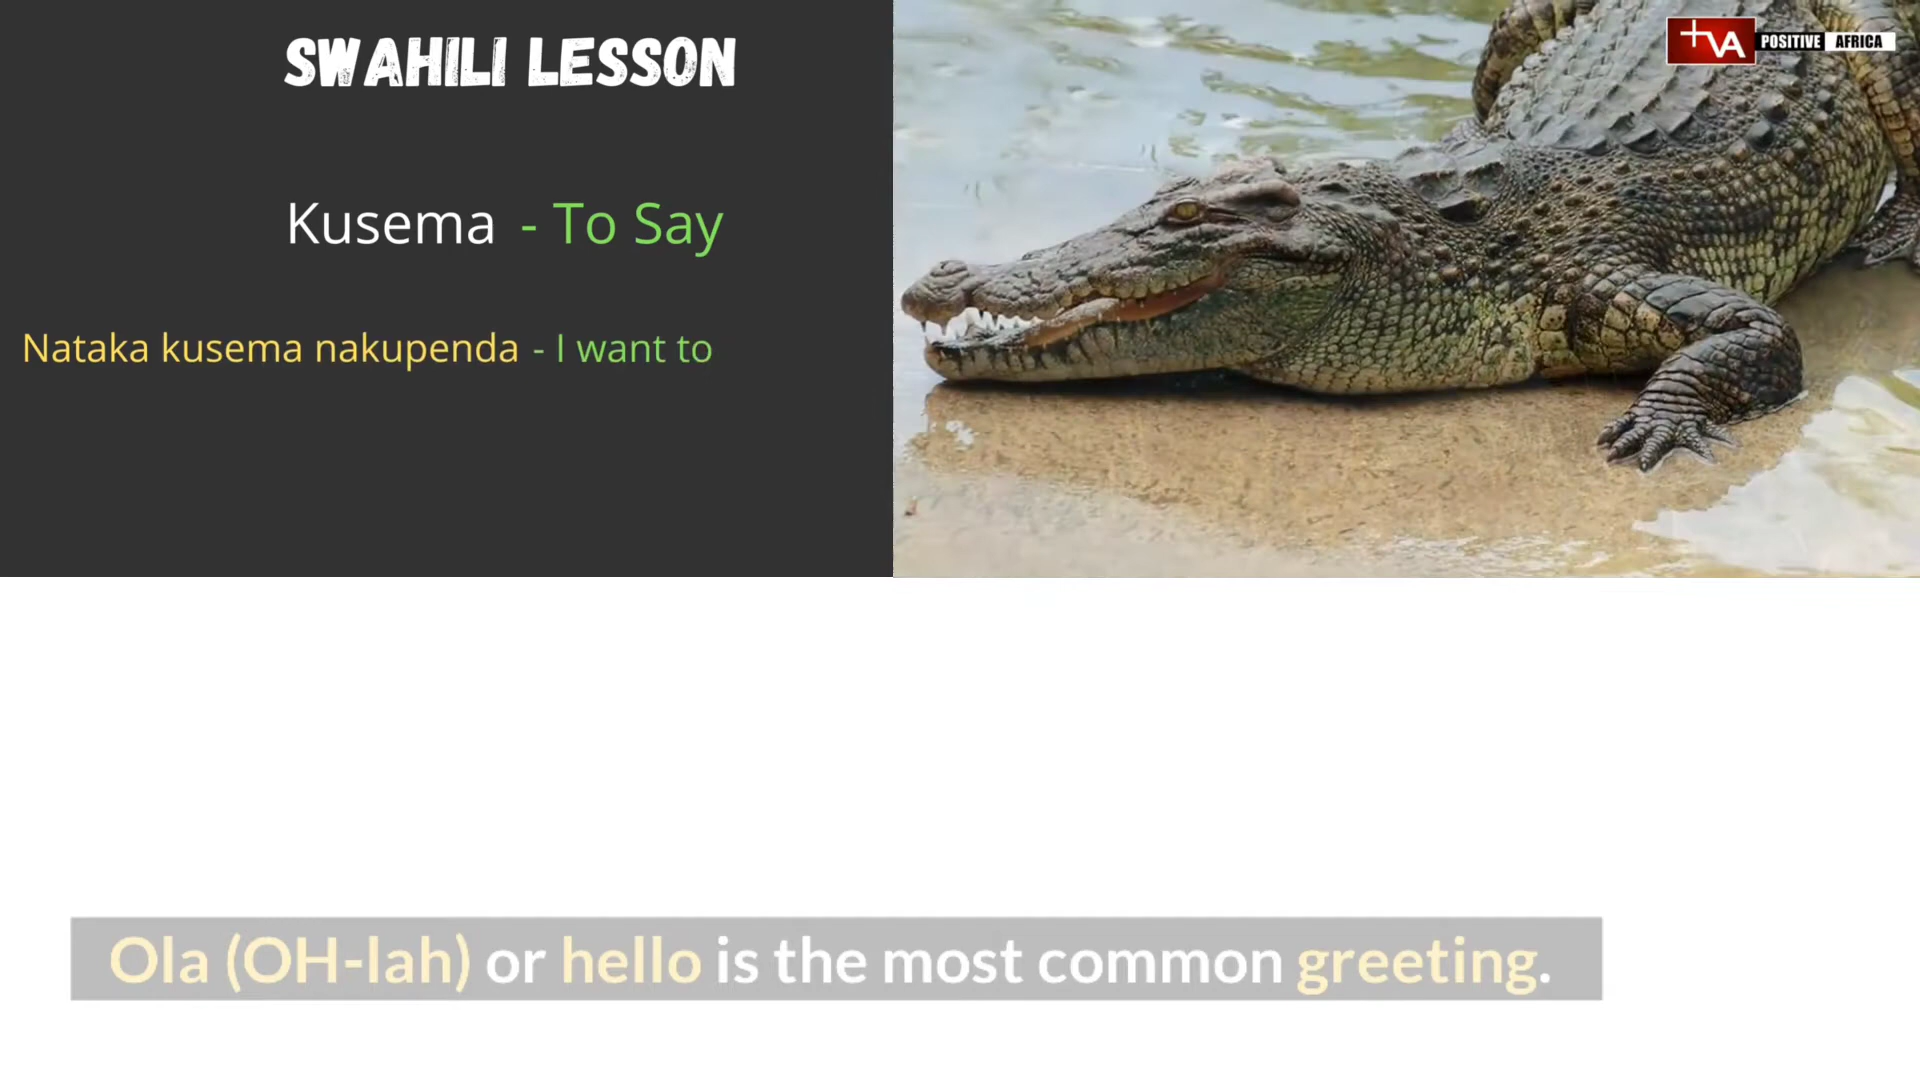 SWAHILI LESSON
Kusema - To Say
Nataka kusema nakupenda - I want to
+VA POSITIVE AFRICA
Ola (OH-lah) or hello is the most common greeting.